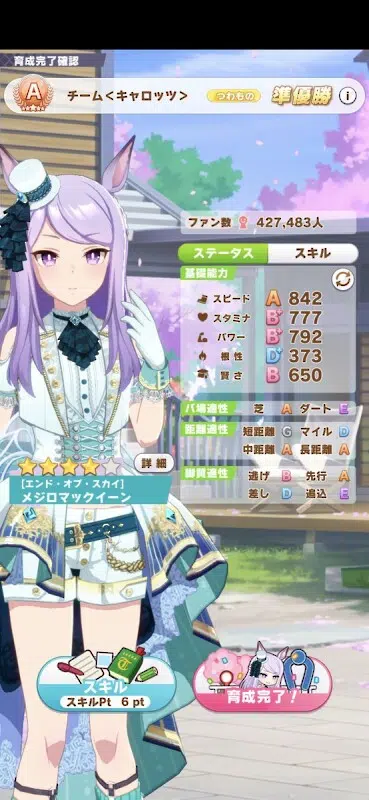 育成完了確認
A
チーム<キャロッツ>
つわもの
準優勝
i
ファン数 427,483人
ステータス スキル
基礎能力
スピード A 842
スタミナ B+ 777
パワー B+ 792
根性 D+ 373
賢さ B 650
バ場適性 芝 A ダート E
距離適性 短距離 G マイル D
中距離 A 長距離 A
脚質適性 逃げ B 先行 A
差し D 追込 E
詳細
[エンド・オブ・スカイ]
メジロマックイーン
スキル
スキルPt 6 pt
育成完了!